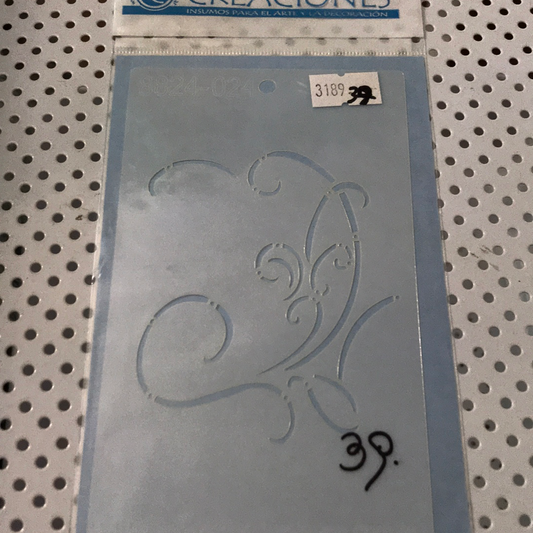 CREACIONES
INSUMOS PARA EL ARTE Y LA DECORACIÓN
3189 39.
39.